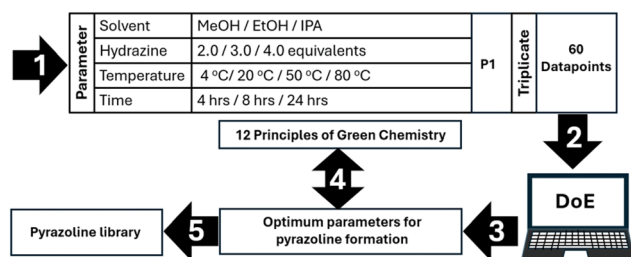 1
Parameter
Solvent MeOH / EtOH / IPA
Hydrazine 2.0 / 3.0 / 4.0 equivalents
Temperature 4 ºC/ 20 ºC / 50 ºC / 80 ºC
Time 4 hrs / 8 hrs / 24 hrs
P1
Triplicate
60
Datapoints
2
12 Principles of Green Chemistry
4
DoE
3
Optimum parameters for
pyrazoline formation
5
Pyrazoline library